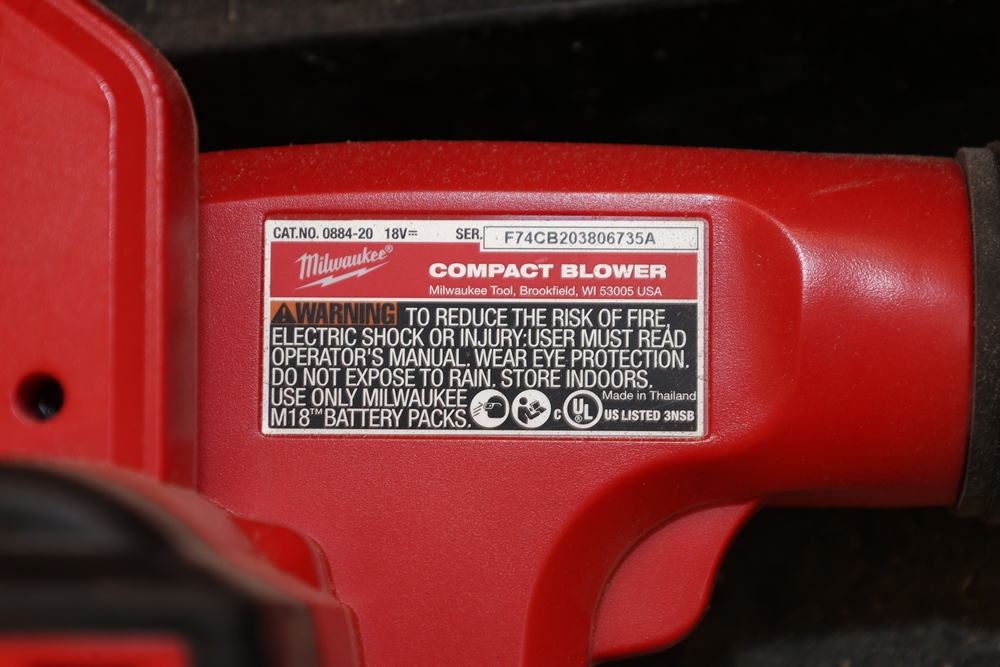 CAT.NO. 0884-20 18V⎓ SER. F74CB203806735A
Milwaukee®
COMPACT BLOWER
Milwaukee Tool, Brookfield, WI 53005 USA
⚠WARNING TO REDUCE THE RISK OF FIRE,
ELECTRIC SHOCK OR INJURY:USER MUST READ
OPERATOR'S MANUAL. WEAR EYE PROTECTION.
DO NOT EXPOSE TO RAIN. STORE INDOORS.
USE ONLY MILWAUKEE Made in Thailand
M18™ BATTERY PACKS. C UL® US LISTED 3NSB